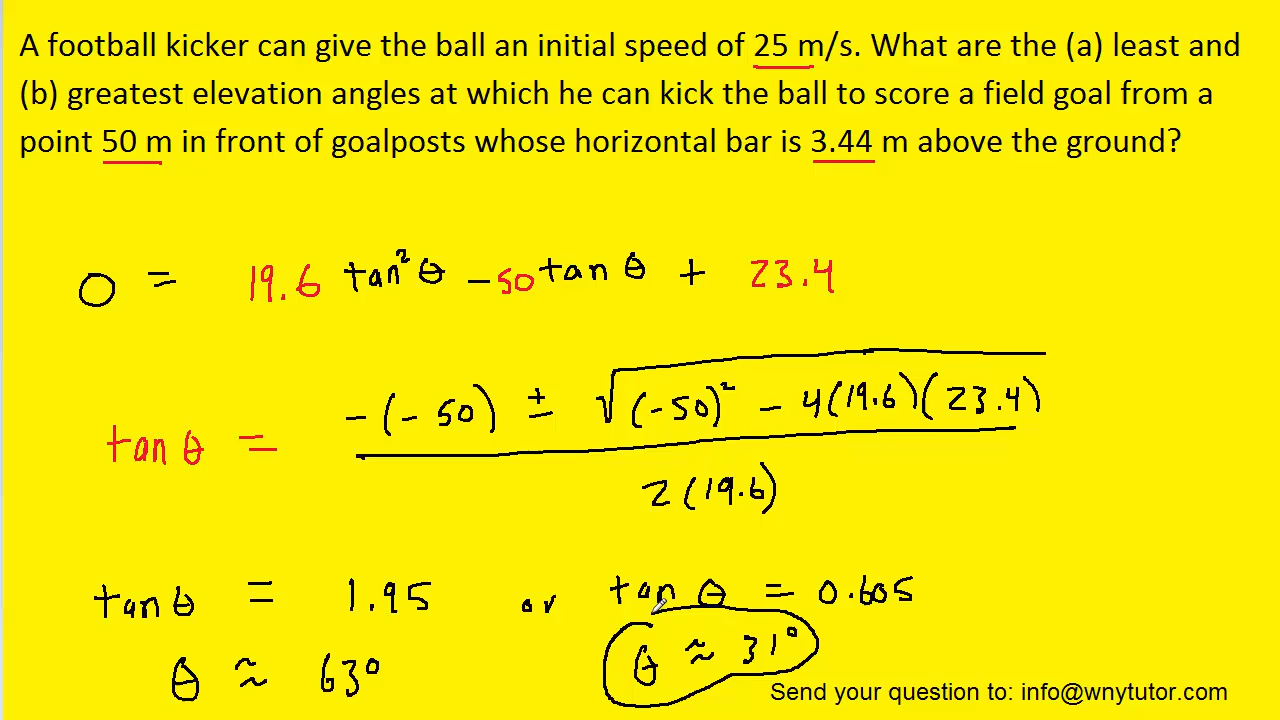 A football kicker can give the ball an initial speed of 25 m/s. What are the (a) least and
(b) greatest elevation angles at which he can kick the ball to score a field goal from a
point 50 m in front of goalposts whose horizontal bar is 3.44 m above the ground?
0 = 19.6 tan²θ - 50 tan θ + 23.4
tan θ = -(-50) ± √(-50)² - 4(19.6)(23.4)
2(19.6)
tan θ = 1.95 or tan θ = 0.605
θ ≈ 63° θ ≈ 31°
Send your question to: info@wnytutor.com